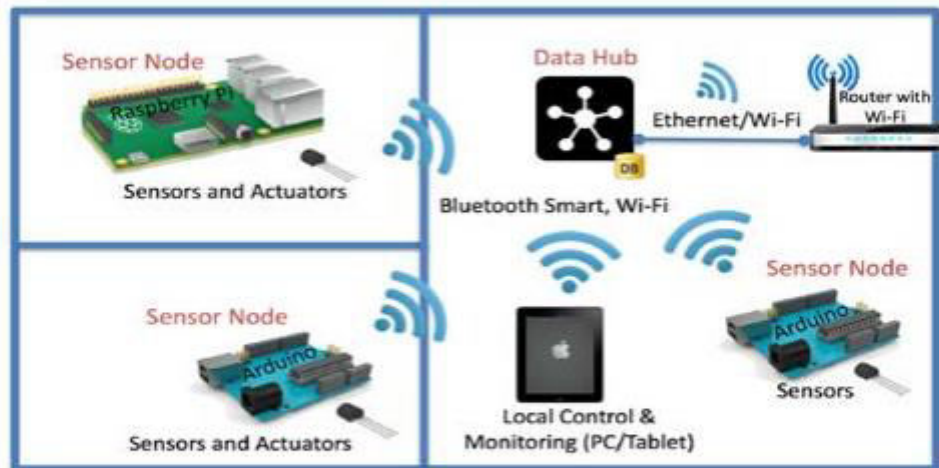 Sensor Node
Raspberry Pi
Sensors and Actuators
Data Hub
DB
Ethernet/Wi-Fi
Router with
Wi-Fi
Bluetooth Smart, Wi-Fi
Sensor Node
Arduino
Sensors and Actuators
Local Control &
Monitoring (PC/Tablet)
Sensor Node
Arduino
Sensors